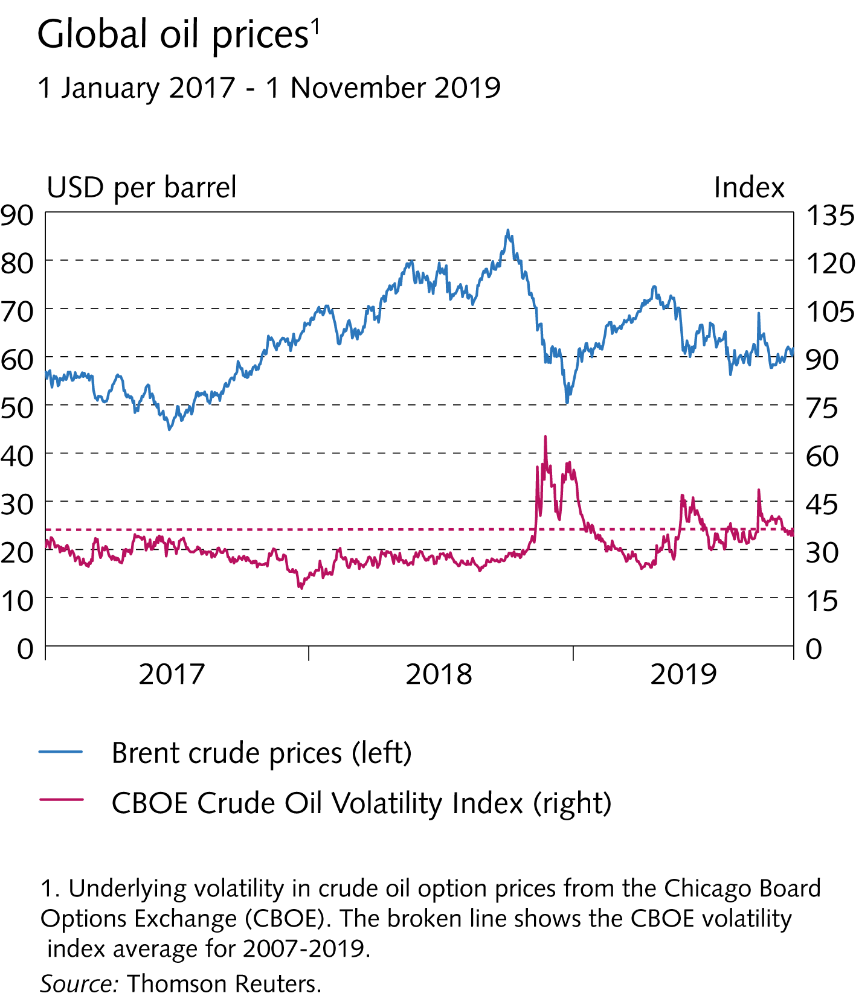 Global oil prices¹
1 January 2017 - 1 November 2019
USD per barrel Index
90 135
80 120
70 105
60 90
50 75
40 60
30 45
20 30
10 15
0 0
2017 2018 2019
Brent crude prices (left)
CBOE Crude Oil Volatility Index (right)
1. Underlying volatility in crude oil option prices from the Chicago Board
Options Exchange (CBOE). The broken line shows the CBOE volatility
index average for 2007-2019.
Source: Thomson Reuters.